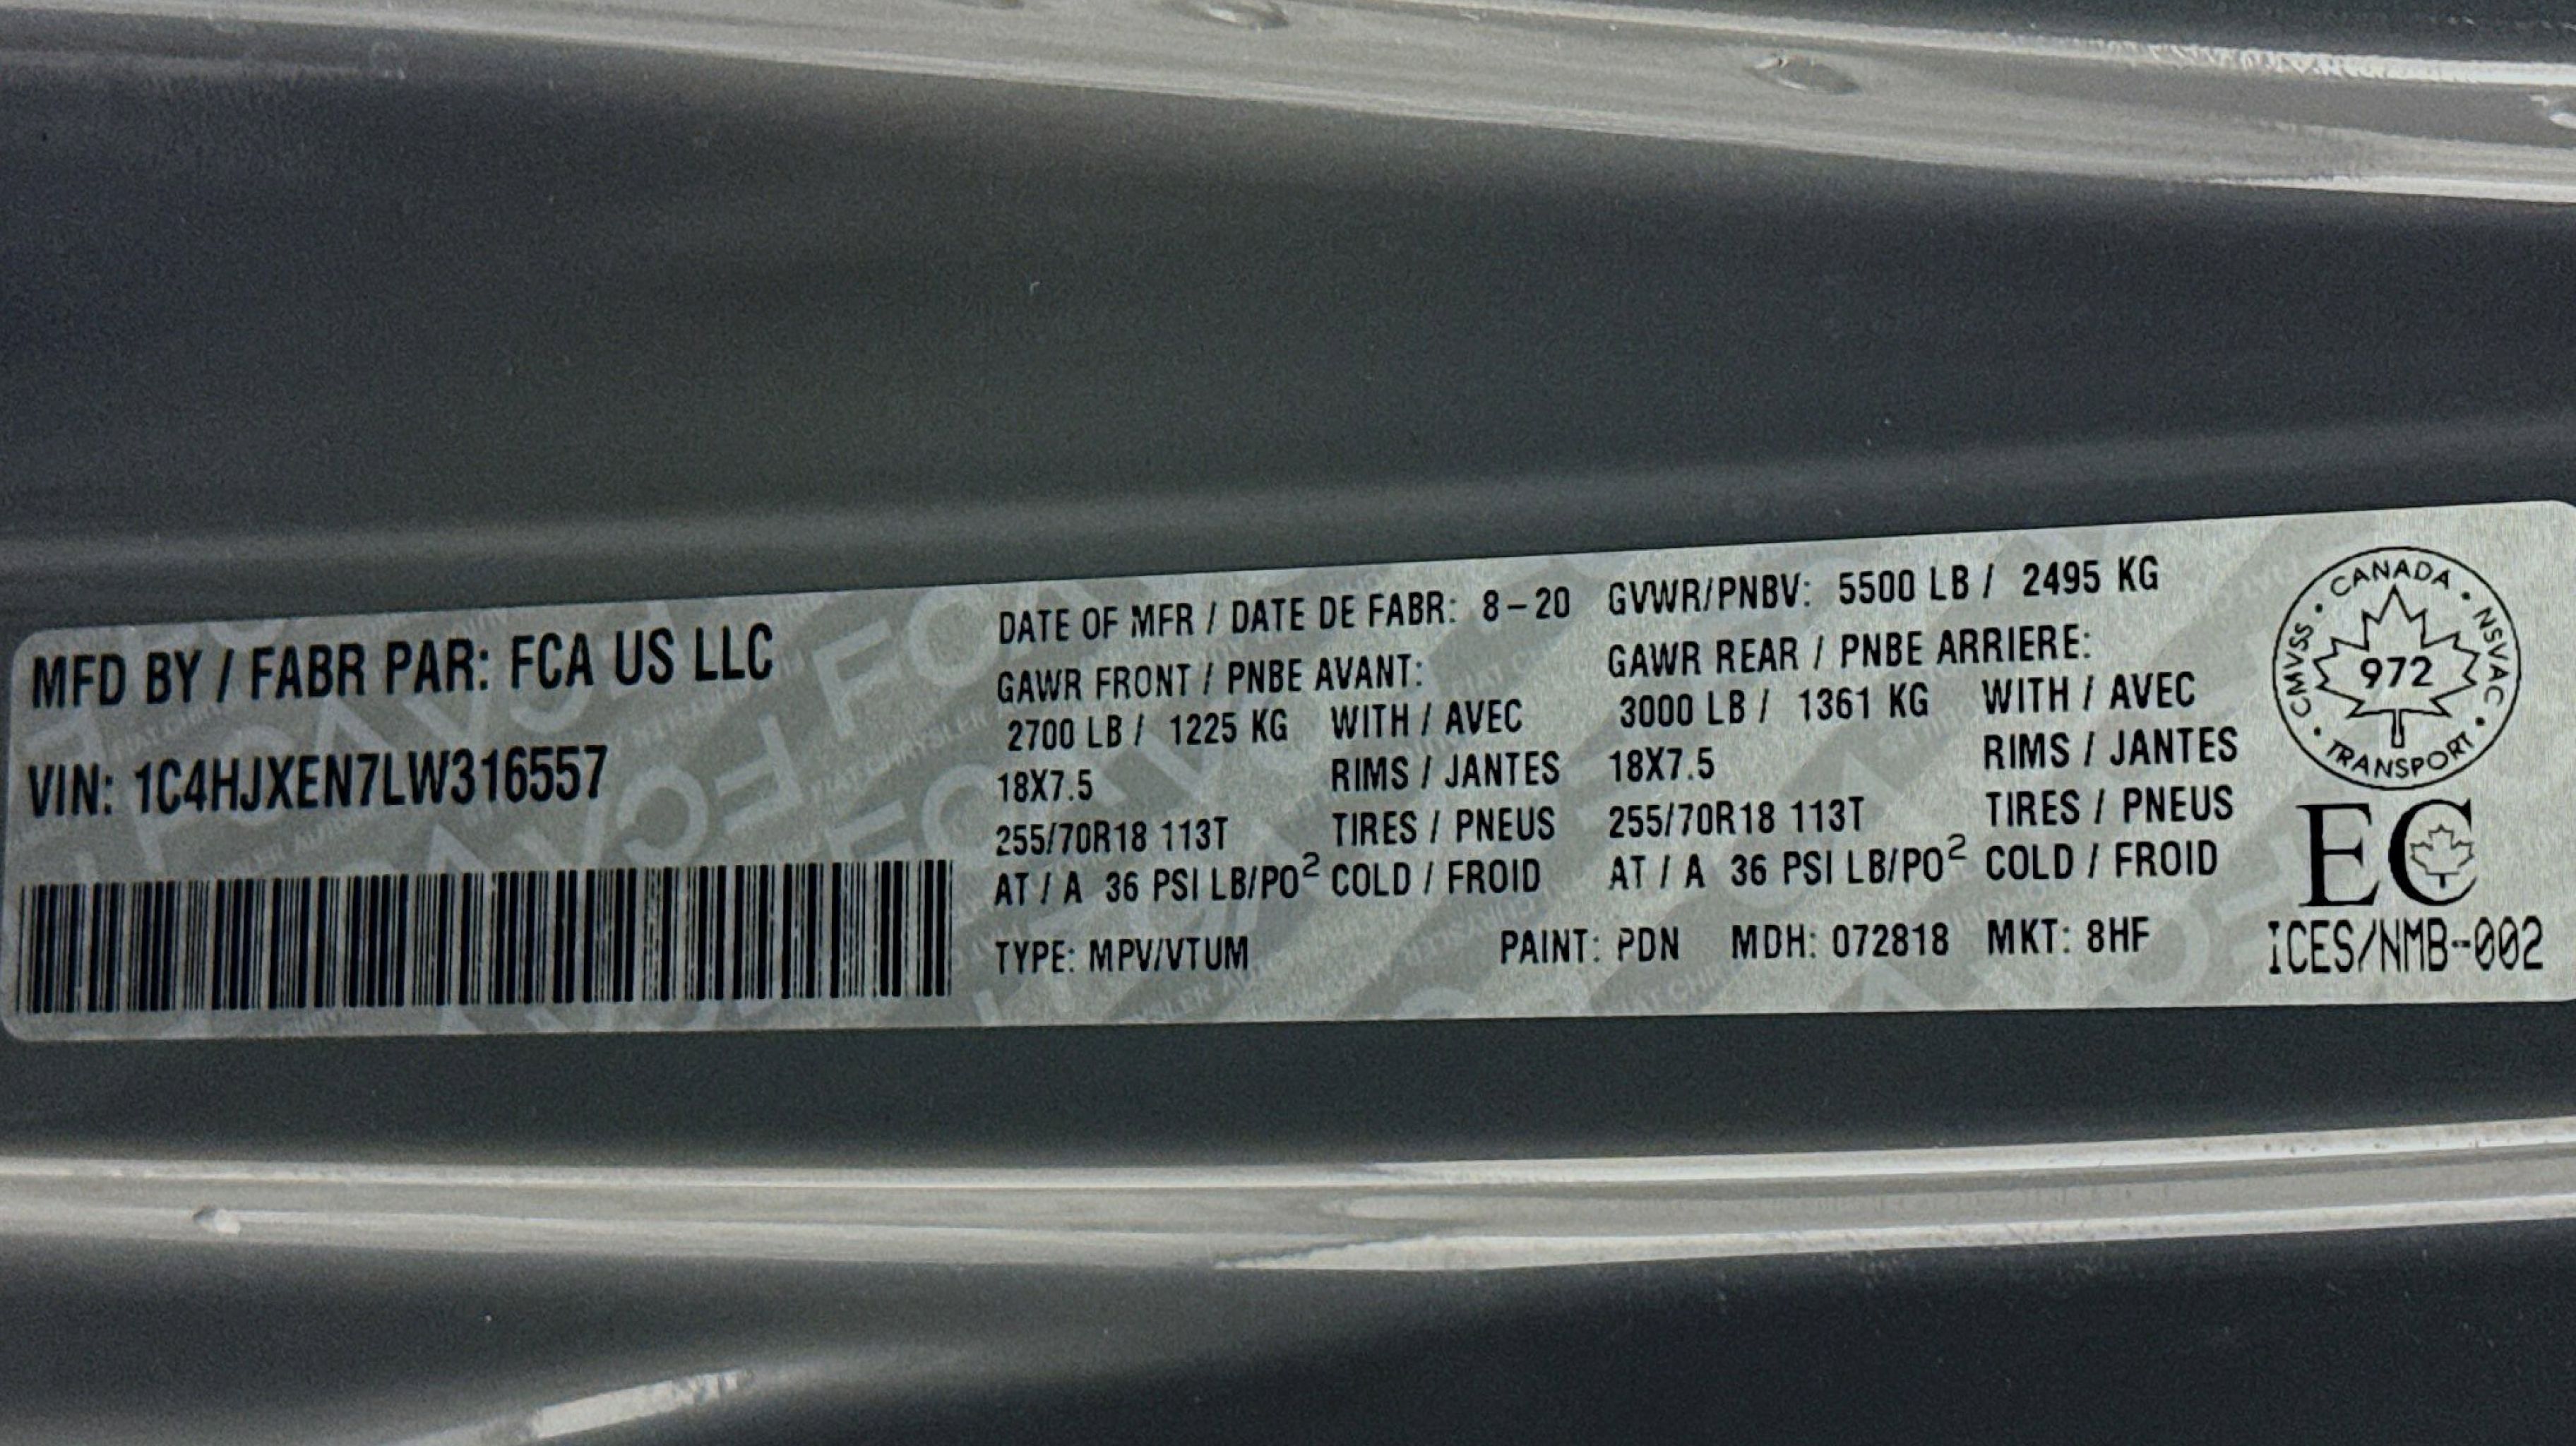 MFD BY / FABR PAR: FCA US LLC
VIN: 1C4HJXEN7LW316557
DATE OF MFR / DATE DE FABR: 8-20
GVWR/PNBV: 5500 LB / 2495 KG
GAWR FRONT / PNBE AVANT:
2700 LB / 1225 KG WITH / AVEC
18X7.5 RIMS / JANTES
255/70R18 113T TIRES / PNEUS
AT / A 36 PSI LB/PO² COLD / FROID
GAWR REAR / PNBE ARRIERE:
3000 LB / 1361 KG WITH / AVEC
18X7.5 RIMS / JANTES
255/70R18 113T TIRES / PNEUS
AT / A 36 PSI LB/PO² COLD / FROID
TYPE: MPV/VTUM PAINT: PDN MDH: 072818 MKT: 8HF
CANADA · NSVAC · TRANSPORT · CMVSS ·
972
EC
ICES/NMB-002